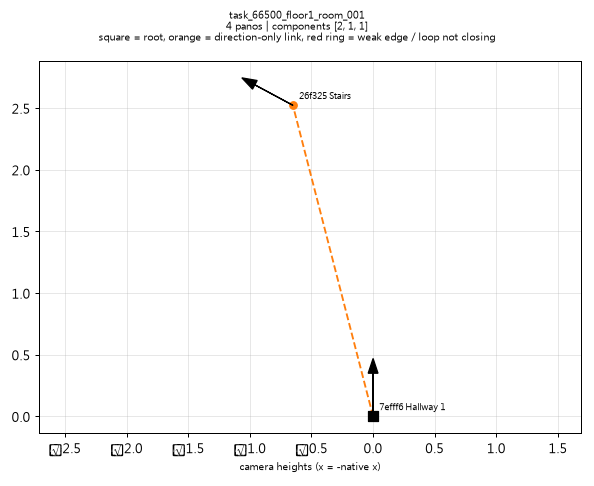 task_66500_floor1_room_001
4 panos | components [2, 1, 1]
square = root, orange = direction-only link, red ring = weak edge / loop not closing
26f325 Stairs
7efff6 Hallway 1
2.5
2.0
1.5
1.0
0.5
0.0
√2.5 √2.0 √1.5 √1.0 √0.5 0.0 0.5 1.0 1.5
camera heights (x = -native x)